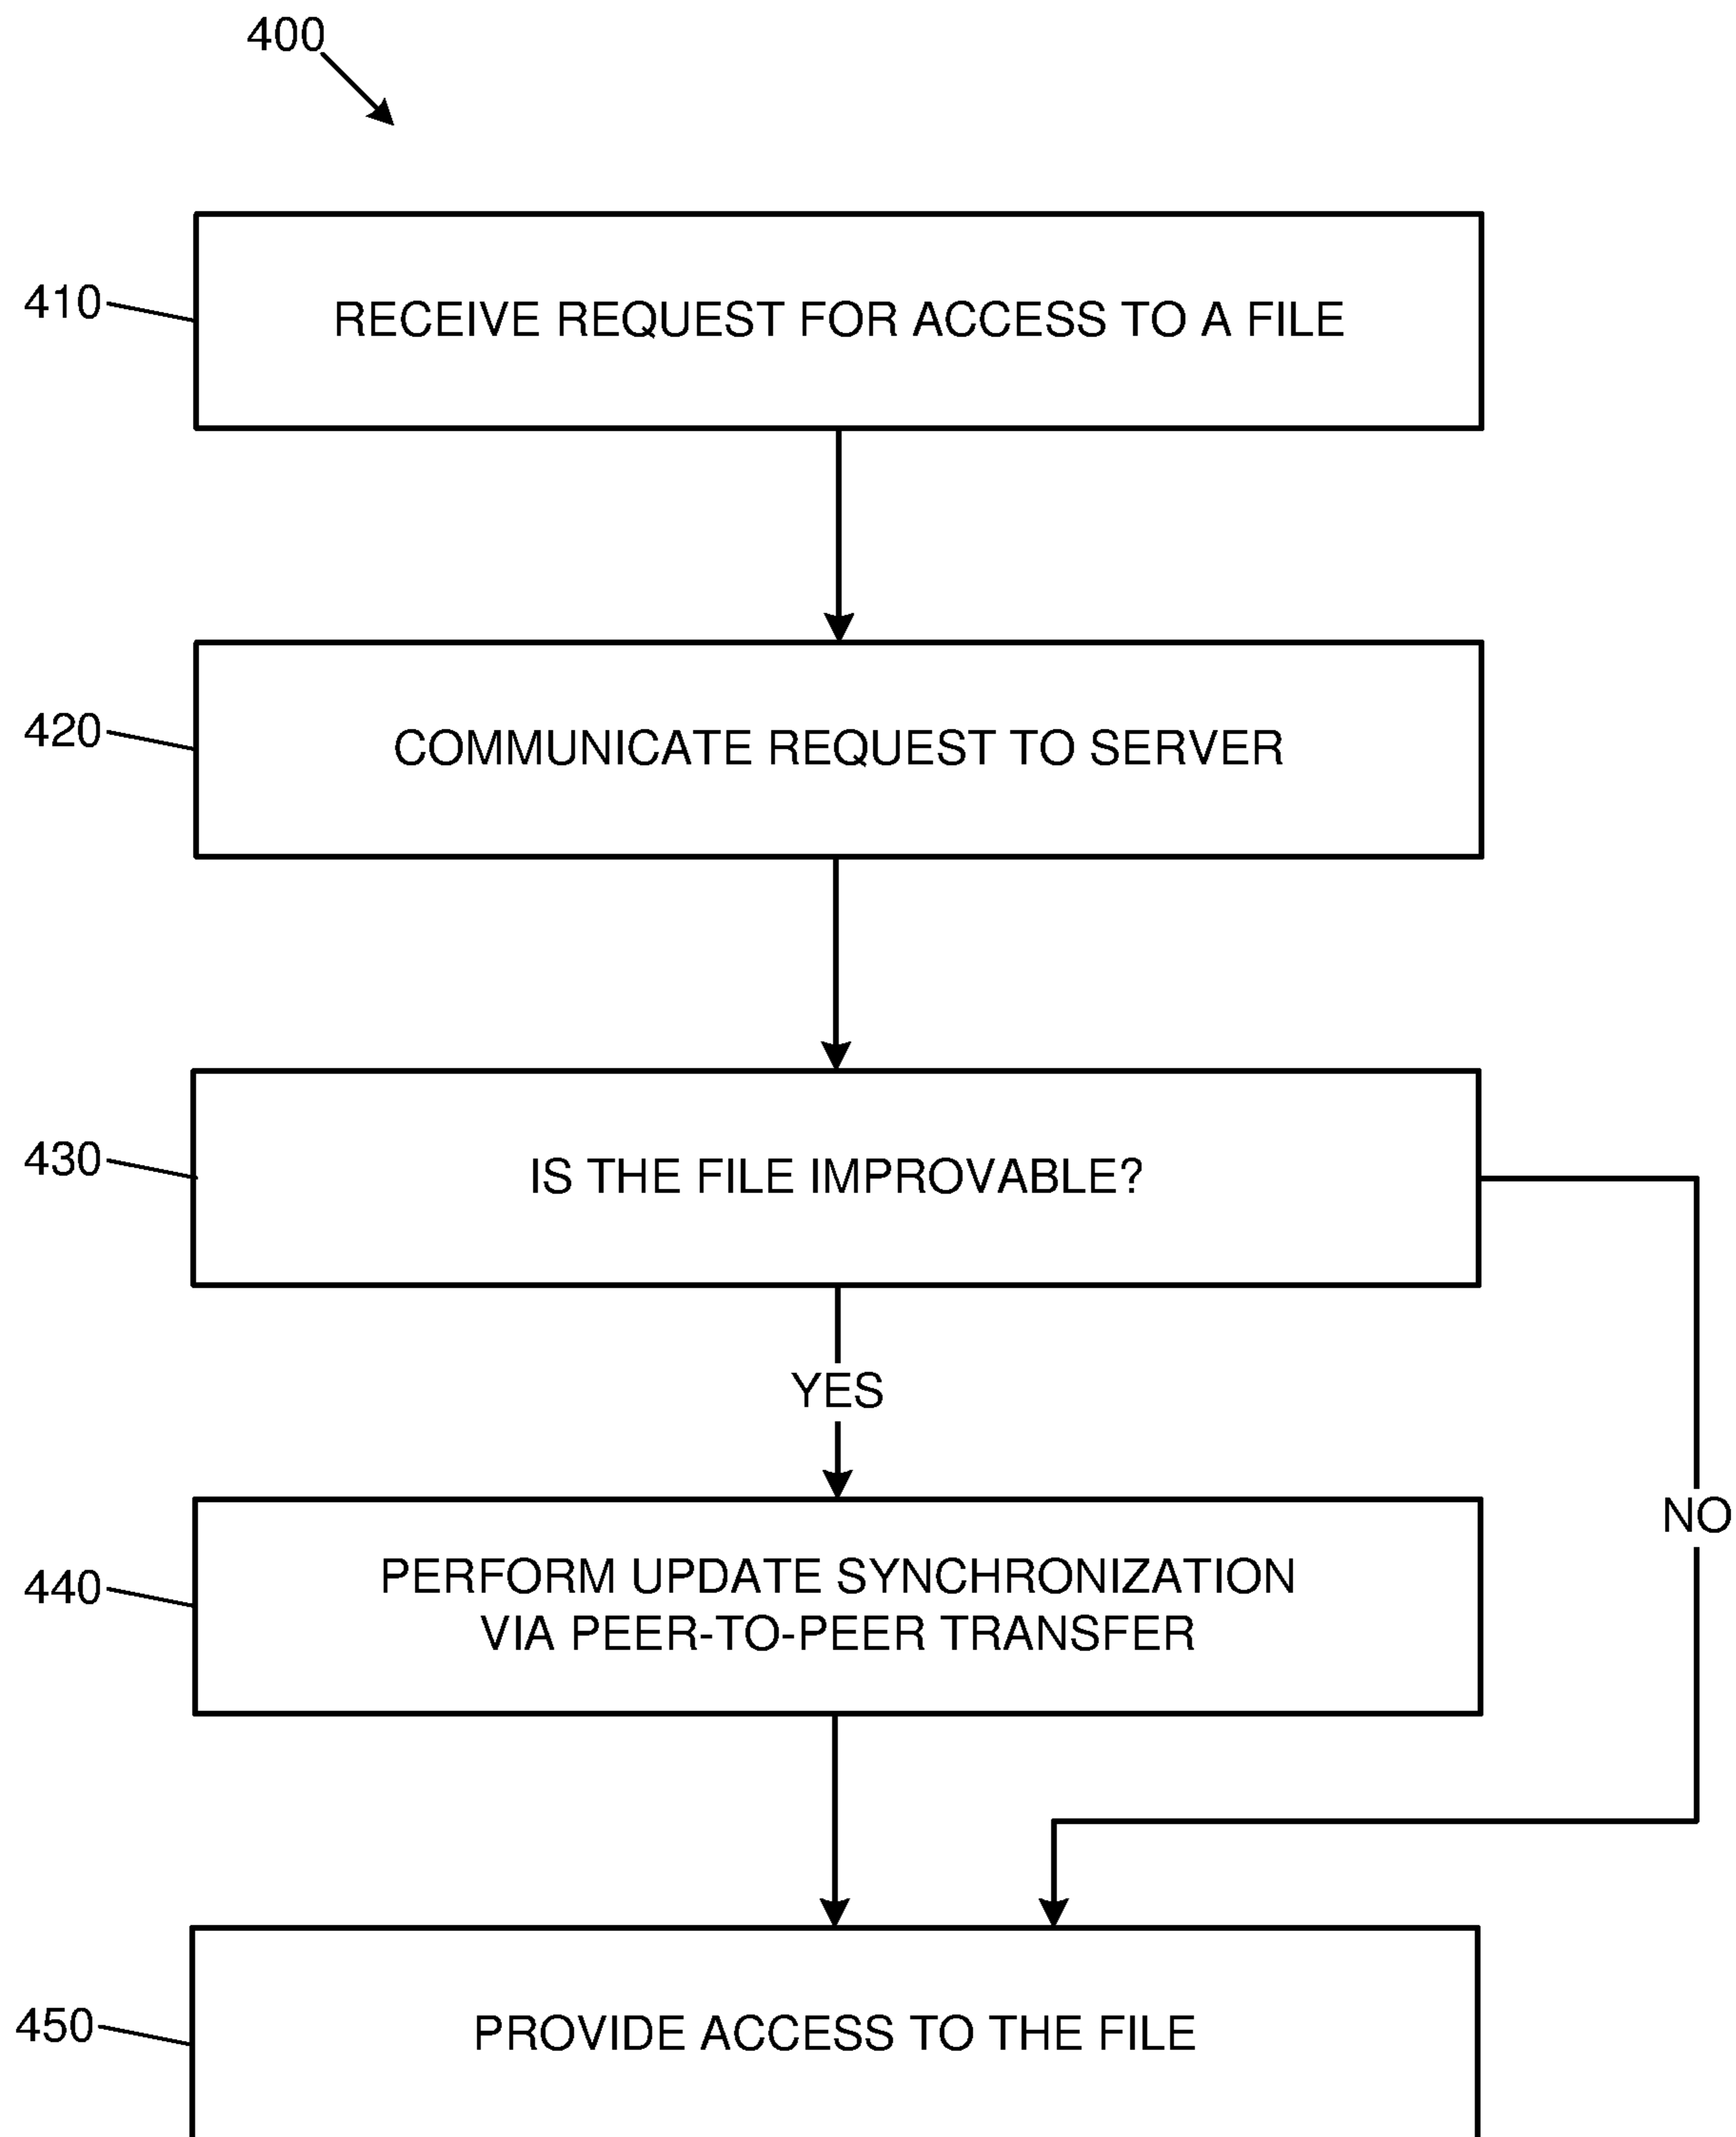 400
410
RECEIVE REQUEST FOR ACCESS TO A FILE
420
COMMUNICATE REQUEST TO SERVER
430
IS THE FILE IMPROVABLE?
YES
440
PERFORM UPDATE SYNCHRONIZATION
VIA PEER-TO-PEER TRANSFER
NO
450
PROVIDE ACCESS TO THE FILE